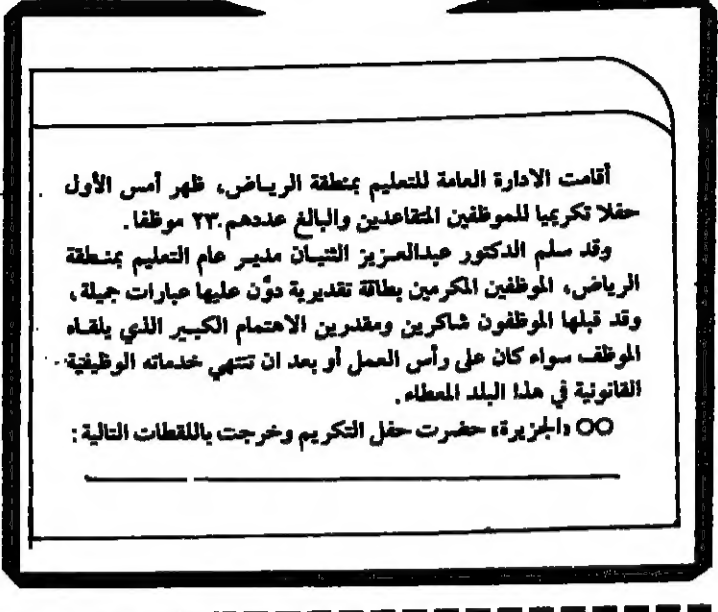 أقامت الادارة العامة للتعليم بمنطقة الرياض، ظهر أمس الأول
حفلا تكريميا للموظفين المتقاعدين والبالغ عددهم ٢٣ موظفا.
وقد سلم الدكتور عبدالعزيز الثنيان مدير عام التعليم بمنطقة
الرياض، الموظفين المكرمين بطاقة تقديرية دوّن عليها عبارات جميلة،
وقد قبلها الموظفون شاكرين ومقدرين الاهتمام الكبير الذي يلقاه
الموظف سواء كان على رأس العمل أو بعد ان تنتهي خدماته الوظيفية
القانونية في هذا البلد المعطاء.
○○ «الجزيرة» حضرت حفل التكريم وخرجت باللقطات التالية: